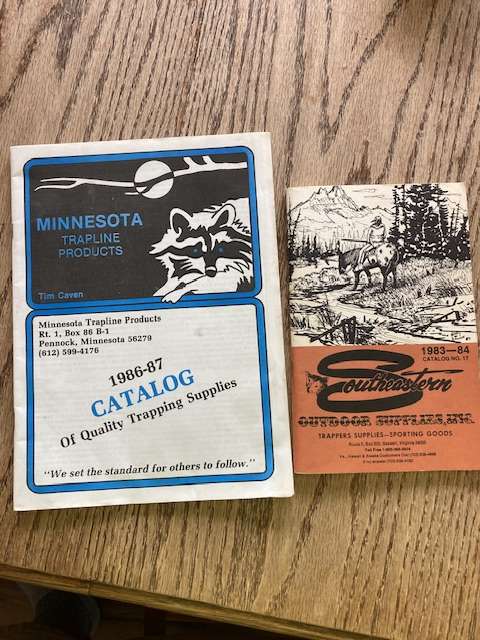 MINNESOTA
TRAPLINE
PRODUCTS
Tim Caven
Minnesota Trapline Products
Rt. 1, Box 86 B-1
Pennock, Minnesota 56279
(612) 599-4176
1986-87
CATALOG
Of Quality Trapping Supplies
"We set the standard for others to follow."
1983—84
CATALOG NO. 17
Southeastern
OUTDOOR SUPPLIES, INC.
TRAPPERS SUPPLIES—SPORTING GOODS
Bassett, Virginia